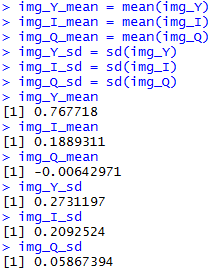 > img_Y_mean = mean(img_Y)
> img_I_mean = mean(img_I)
> img_Q_mean = mean(img_Q)
> img_Y_sd = sd(img_Y)
> img_I_sd = sd(img_I)
> img_Q_sd = sd(img_Q)
> img_Y_mean
[1] 0.767718
> img_I_mean
[1] 0.1889311
> img_Q_mean
[1] -0.00642971
> img_Y_sd
[1] 0.2731197
> img_I_sd
[1] 0.2092524
> img_Q_sd
[1] 0.05867394